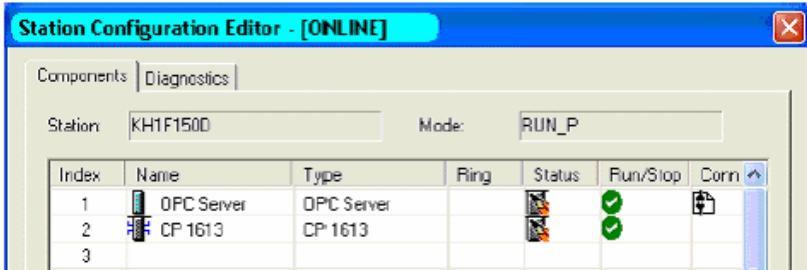 Station Configuration Editor - [ONLINE]
Components Diagnostics
Station: KH1F150D Mode: RUN_P
Index Name Type Ring Status Run/Stop Conn
1 OPC Server OPC Server
2 CP 1613 CP 1613
3